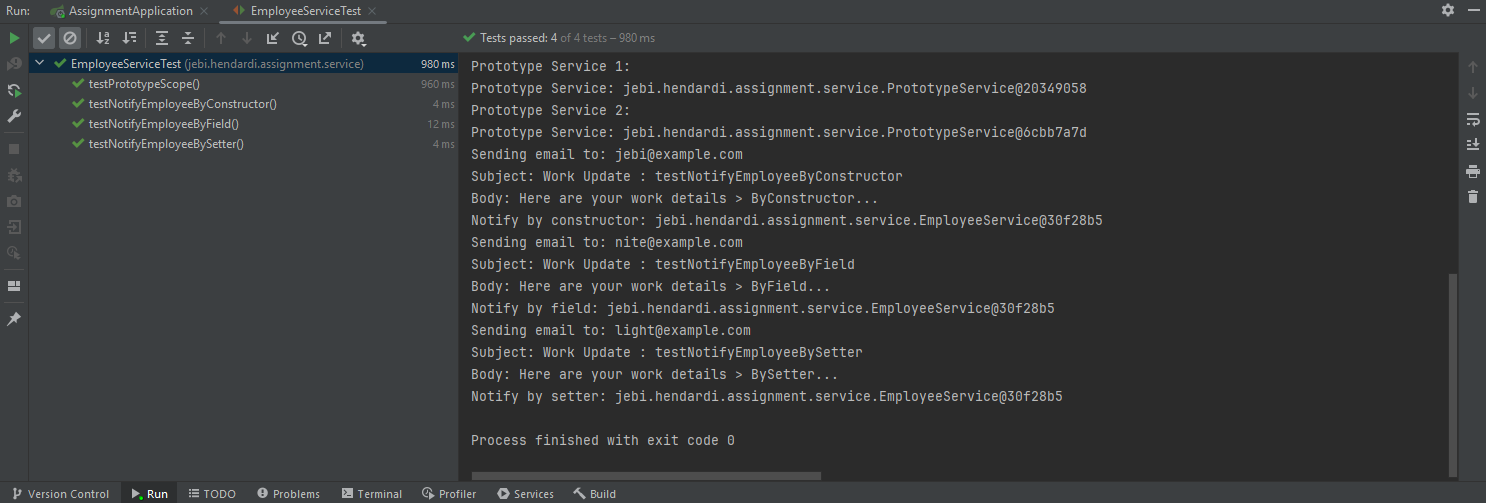 Run: AssignmentApplication × EmployeeServiceTest ×
Tests passed: 4 of 4 tests – 980 ms
EmployeeServiceTest (jebi.hendardi.assignment.service) 980 ms
testPrototypeScope() 960 ms
testNotifyEmployeeByConstructor() 4 ms
testNotifyEmployeeByField() 12 ms
testNotifyEmployeeBySetter() 4 ms
Prototype Service 1:
Prototype Service: jebi.hendardi.assignment.service.PrototypeService@20349058
Prototype Service 2:
Prototype Service: jebi.hendardi.assignment.service.PrototypeService@6cbb7a7d
Sending email to: jebi@example.com
Subject: Work Update : testNotifyEmployeeByConstructor
Body: Here are your work details > ByConstructor...
Notify by constructor: jebi.hendardi.assignment.service.EmployeeService@30f28b5
Sending email to: nite@example.com
Subject: Work Update : testNotifyEmployeeByField
Body: Here are your work details > ByField...
Notify by field: jebi.hendardi.assignment.service.EmployeeService@30f28b5
Sending email to: light@example.com
Subject: Work Update : testNotifyEmployeeBySetter
Body: Here are your work details > BySetter...
Notify by setter: jebi.hendardi.assignment.service.EmployeeService@30f28b5
Process finished with exit code 0
Version Control Run TODO Problems Terminal Profiler Services Build